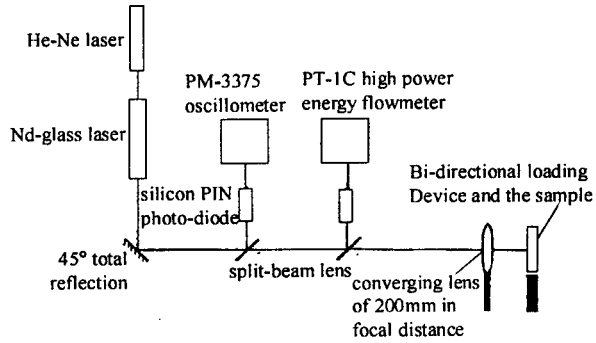 He-Ne laser
Nd-glass laser
PM-3375
oscillometer
PT-1C high power
energy flowmeter
silicon PIN
photo-diode
Bi-directional loading
Device and the sample
45° total
reflection
split-beam lens
converging lens
of 200mm in
focal distance